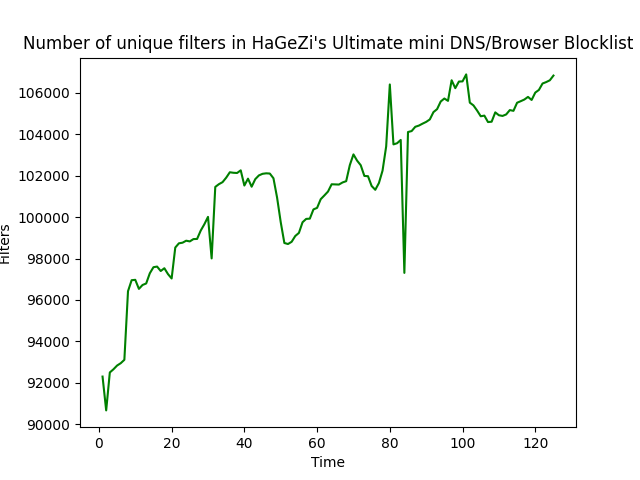 Number of unique filters in HaGeZi's Ultimate mini DNS/Browser Blocklist
106000
104000
102000
100000
98000
96000
94000
92000
90000
Filters
0 20 40 60 80 100 120
Time